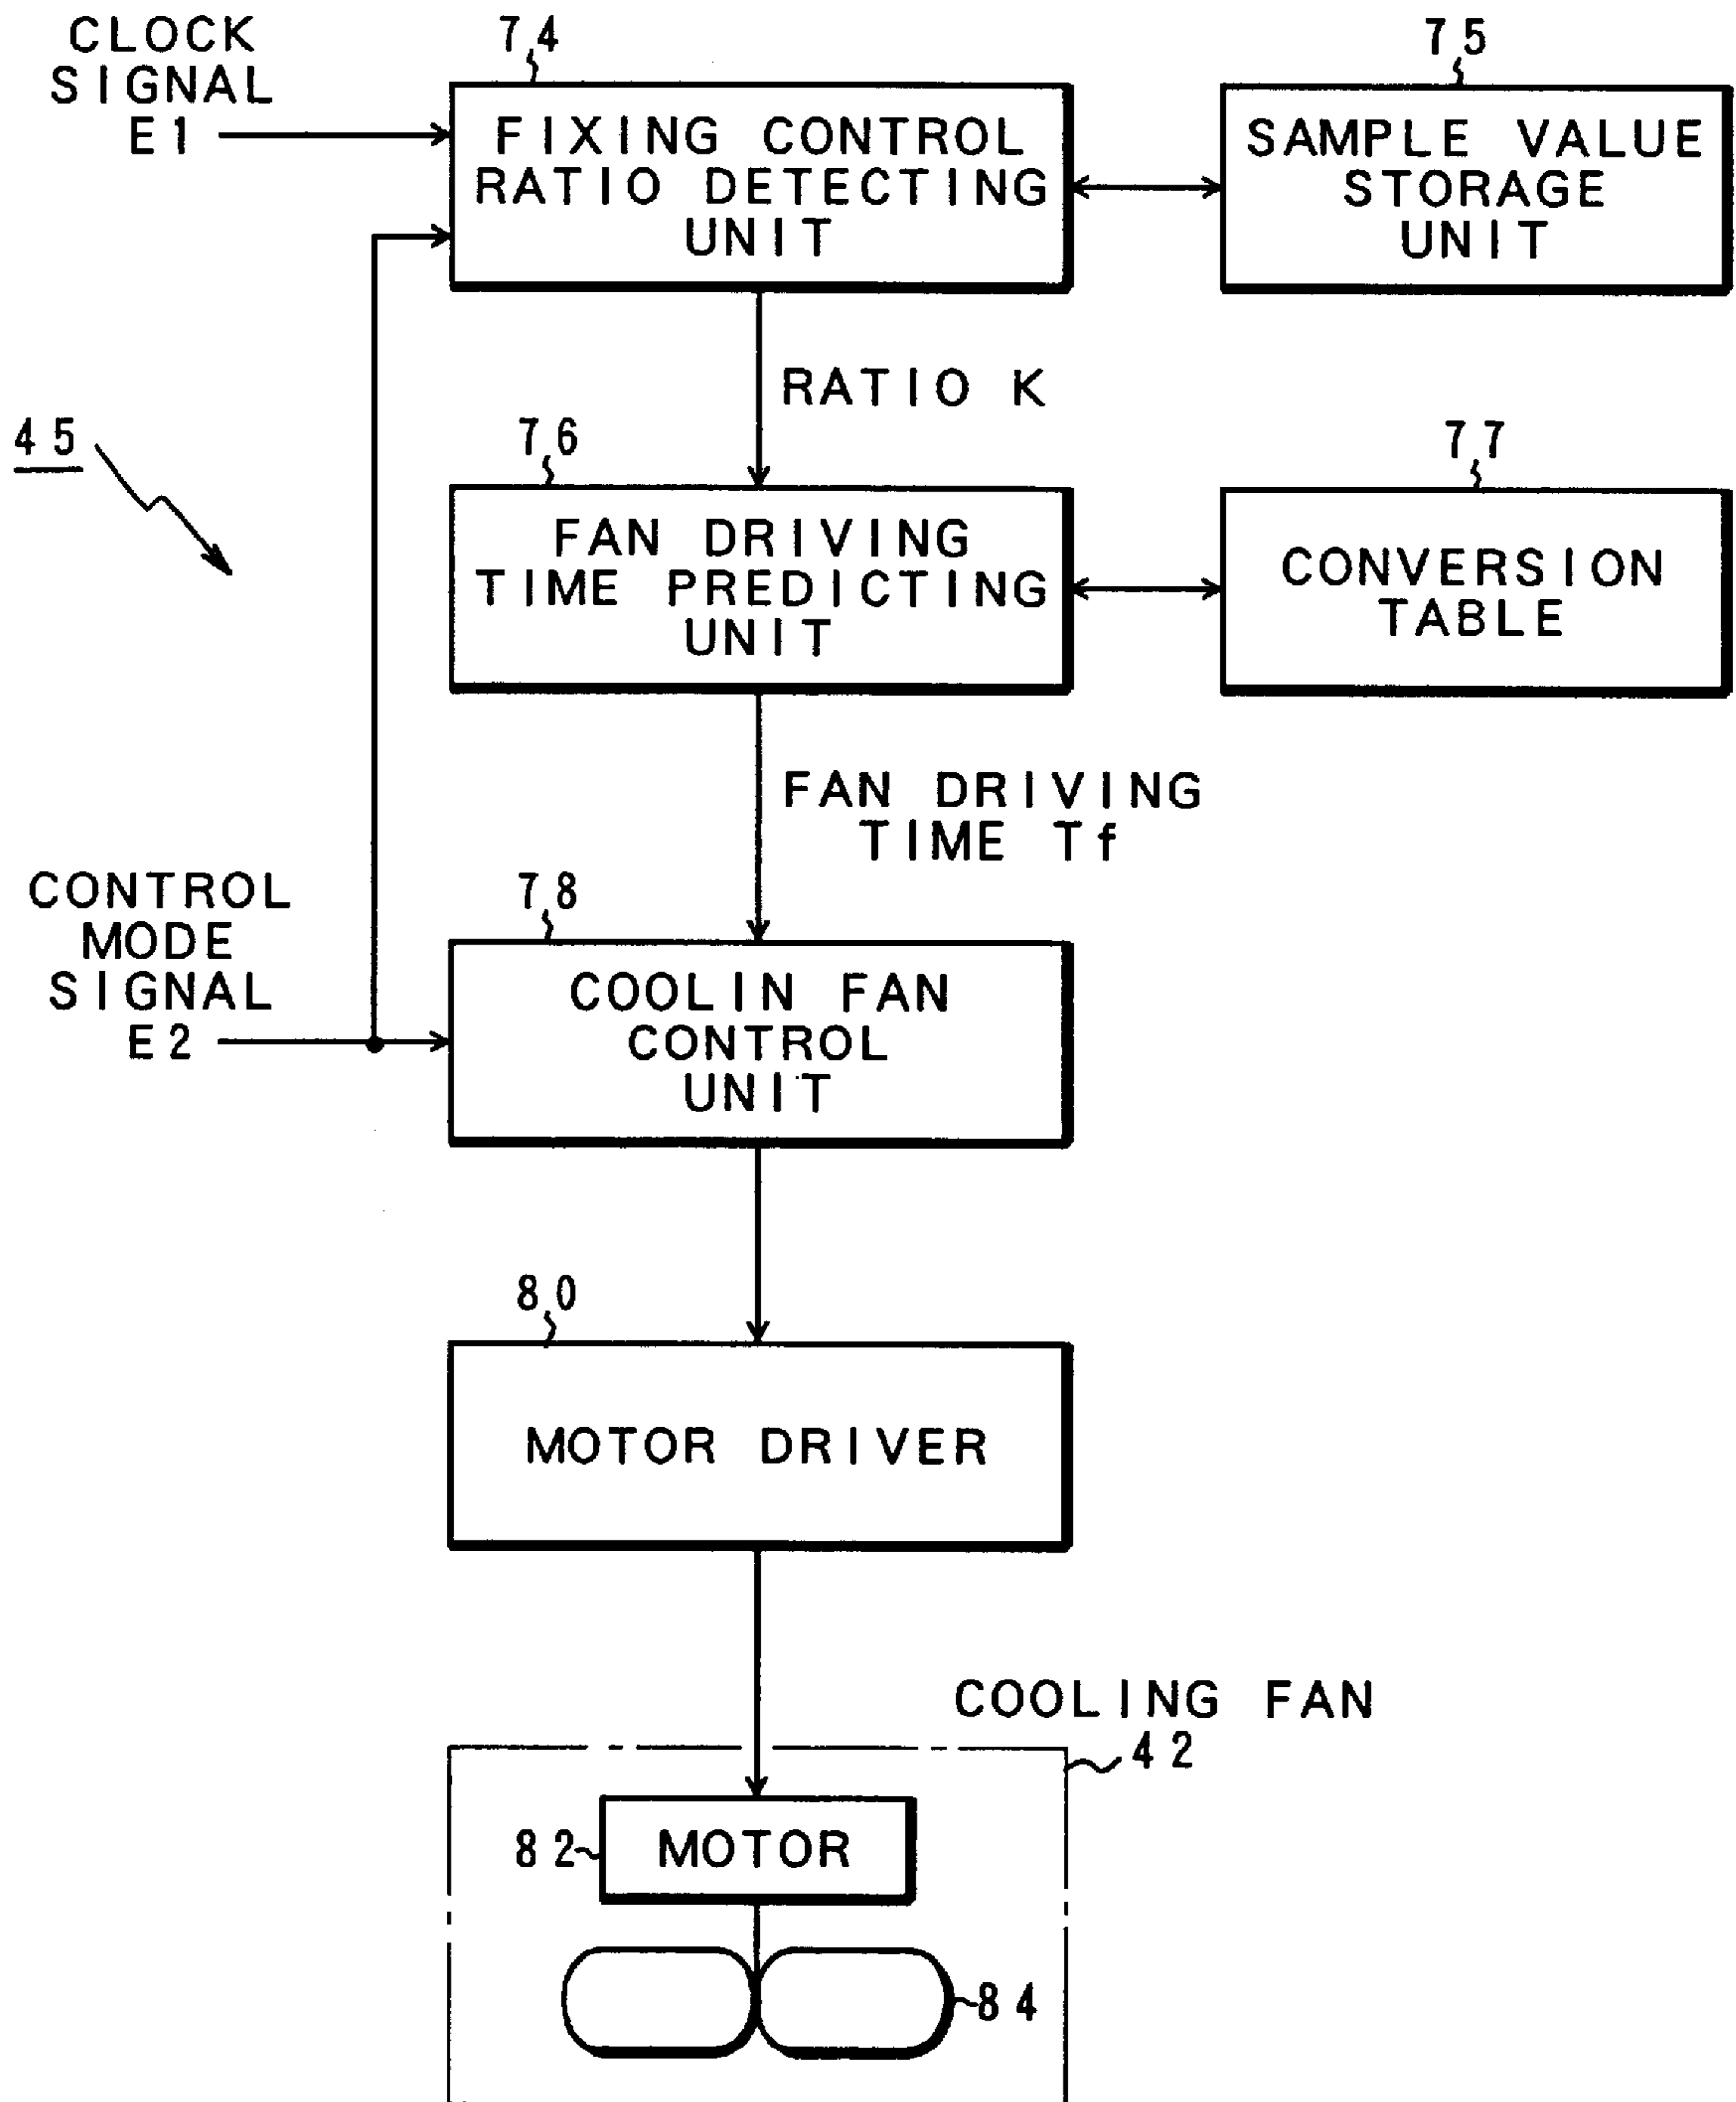 CLOCK
SIGNAL
E1
74
FIXING CONTROL
RATIO DETECTING
UNIT
75
SAMPLE VALUE
STORAGE
UNIT
RATIO K
45
76
FAN DRIVING
TIME PREDICTING
UNIT
77
CONVERSION
TABLE
FAN DRIVING
TIME Tf
CONTROL
MODE
SIGNAL
E2
78
COOLIN FAN
CONTROL
UNIT
80
MOTOR DRIVER
COOLING FAN
42
82
MOTOR
84